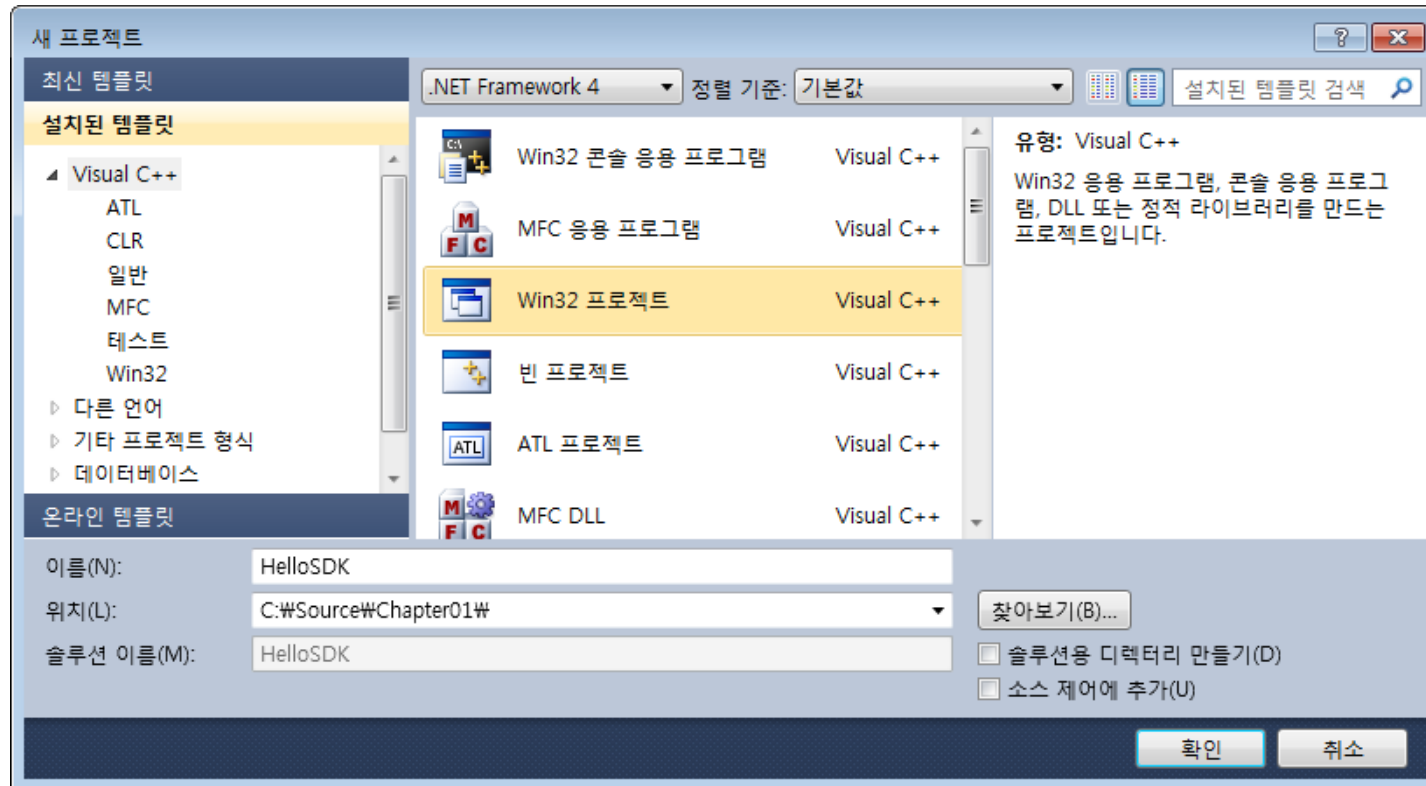 새 프로젝트
최신 템플릿
설치된 템플릿
Visual C++
ATL
CLR
일반
MFC
테스트
Win32
다른 언어
기타 프로젝트 형식
데이터베이스
온라인 템플릿
.NET Framework 4 정렬 기준: 기본값 설치된 템플릿 검색
Win32 콘솔 응용 프로그램 Visual C++
MFC 응용 프로그램 Visual C++
Win32 프로젝트 Visual C++
빈 프로젝트 Visual C++
ATL 프로젝트 Visual C++
MFC DLL Visual C++
유형: Visual C++
Win32 응용 프로그램, 콘솔 응용 프로그
램, DLL 또는 정적 라이브러리를 만드는
프로젝트입니다.
이름(N): HelloSDK
위치(L): C:₩Source₩Chapter01₩ 찾아보기(B)...
솔루션 이름(M): HelloSDK 솔루션용 디렉터리 만들기(D)
소스 제어에 추가(U)
확인 취소